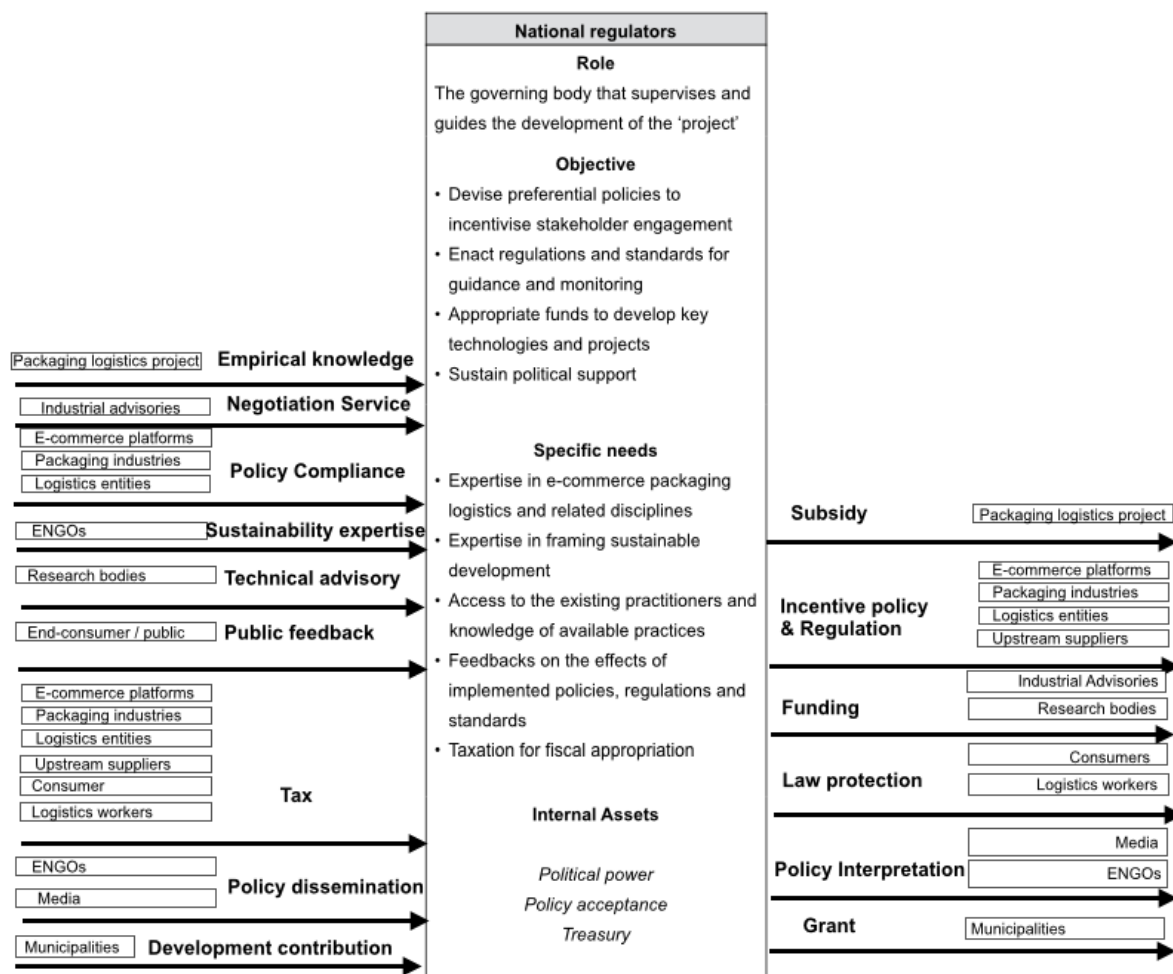 National regulators
Role
The governing body that supervises and
guides the development of the ‘project’
Objective
• Devise preferential policies to
incentivise stakeholder engagement
• Enact regulations and standards for
guidance and monitoring
• Appropriate funds to develop key
technologies and projects
• Sustain political support
Specific needs
• Expertise in e-commerce packaging
logistics and related disciplines
• Expertise in framing sustainable
development
• Access to the existing practitioners and
knowledge of available practices
• Feedbacks on the effects of
implemented policies, regulations and
standards
• Taxation for fiscal appropriation
Internal Assets
Political power
Policy acceptance
Treasury
Packaging logistics project
Empirical knowledge
Industrial advisories
Negotiation Service
E-commerce platforms
Packaging industries
Logistics entities
Policy Compliance
ENGOs
Sustainability expertise
Research bodies
Technical advisory
End-consumer / public
Public feedback
E-commerce platforms
Packaging industries
Logistics entities
Upstream suppliers
Consumer
Logistics workers
Tax
ENGOs
Media
Policy dissemination
Municipalities
Development contribution
Subsidy
Packaging logistics project
Incentive policy
& Regulation
E-commerce platforms
Packaging industries
Logistics entities
Upstream suppliers
Funding
Industrial Advisories
Research bodies
Law protection
Consumers
Logistics workers
Policy Interpretation
Media
ENGOs
Grant
Municipalities